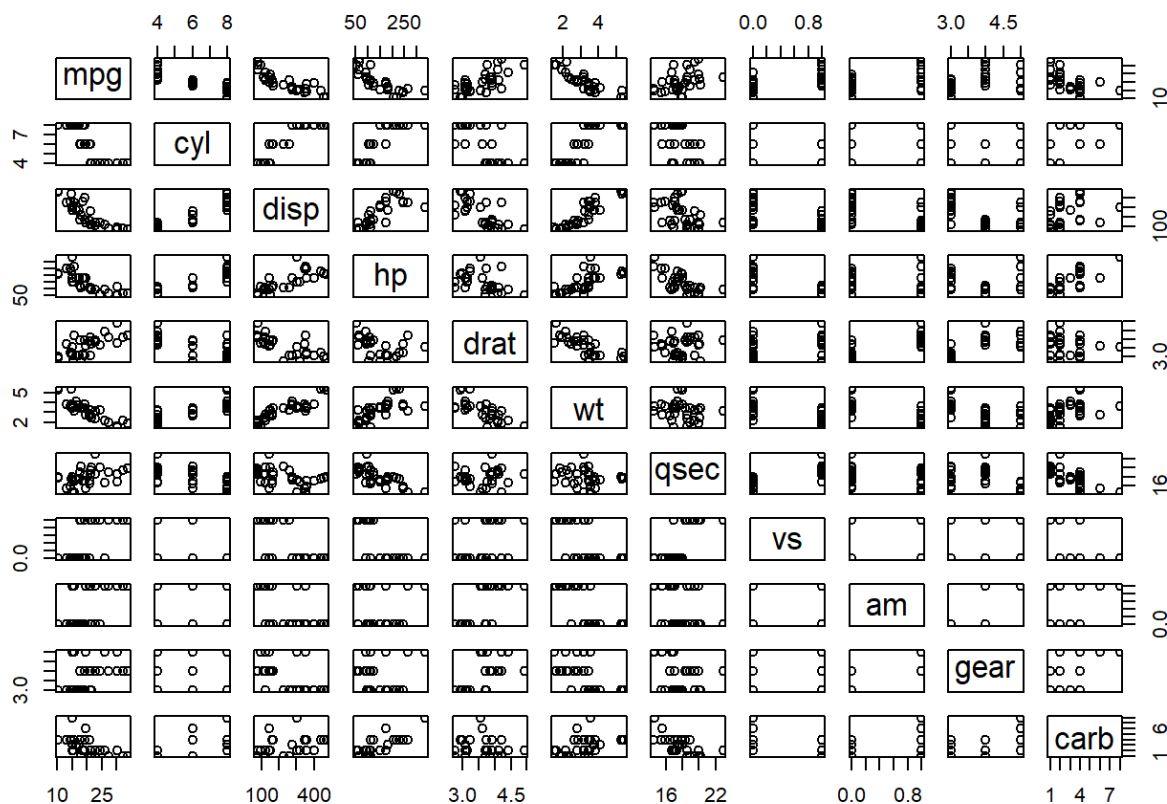 4 6 8 50 250 2 4 0.0 0.8 3.0 4.5
mpg 10
4 7 cyl
disp 100
50 hp
drat 3.0
2 5 wt
qsec 16
0.0 vs
am 0.0
3.0 gear
carb 1 6
10 25 100 400 3.0 4.5 16 22 0.0 0.8 1 4 7